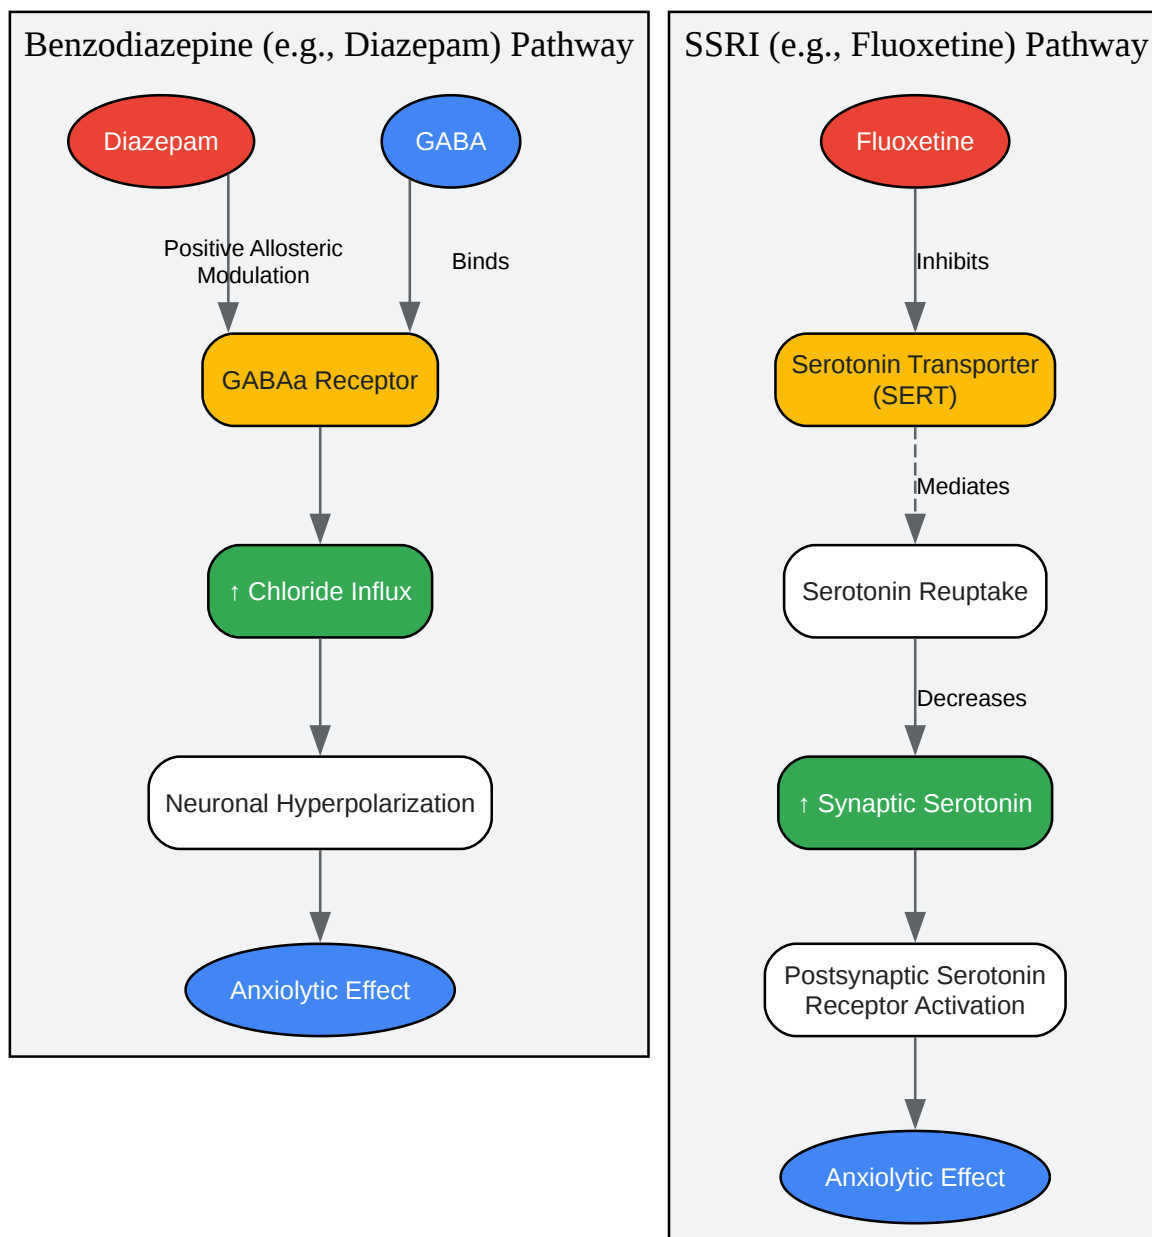 Benzodiazepine (e.g., Diazepam) Pathway
Diazepam
GABA
Positive Allosteric
Modulation
Binds
GABAa Receptor
↑ Chloride Influx
Neuronal Hyperpolarization
Anxiolytic Effect
SSRI (e.g., Fluoxetine) Pathway
Fluoxetine
Inhibits
Serotonin Transporter
(SERT)
Mediates
Serotonin Reuptake
Decreases
↑ Synaptic Serotonin
Postsynaptic Serotonin
Receptor Activation
Anxiolytic Effect